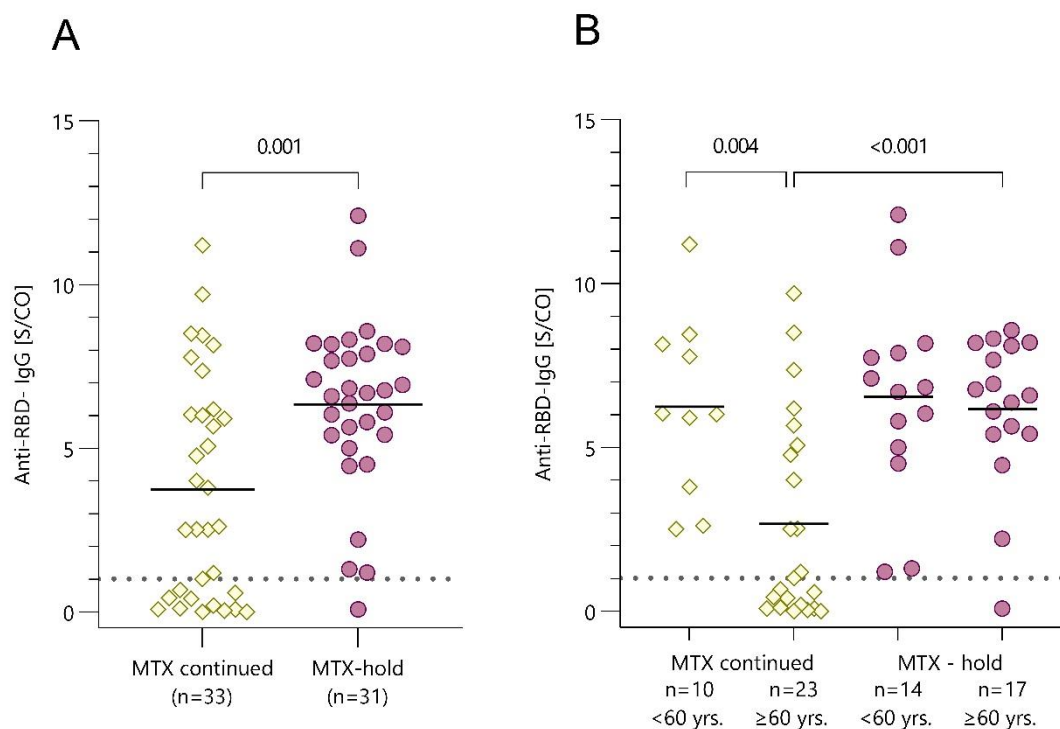 A
15
10
5
0
Anti-RBD- IgG [S/CO]
0.001
MTX continued
(n=33)
MTX-hold
(n=31)
B
15
10
5
0
Anti-RBD-IgG [S/CO]
0.004
<0.001
MTX continued
n=10
n=23
<60 yrs.
≥60 yrs.
MTX - hold
n=14
n=17
<60 yrs.
≥60 yrs.